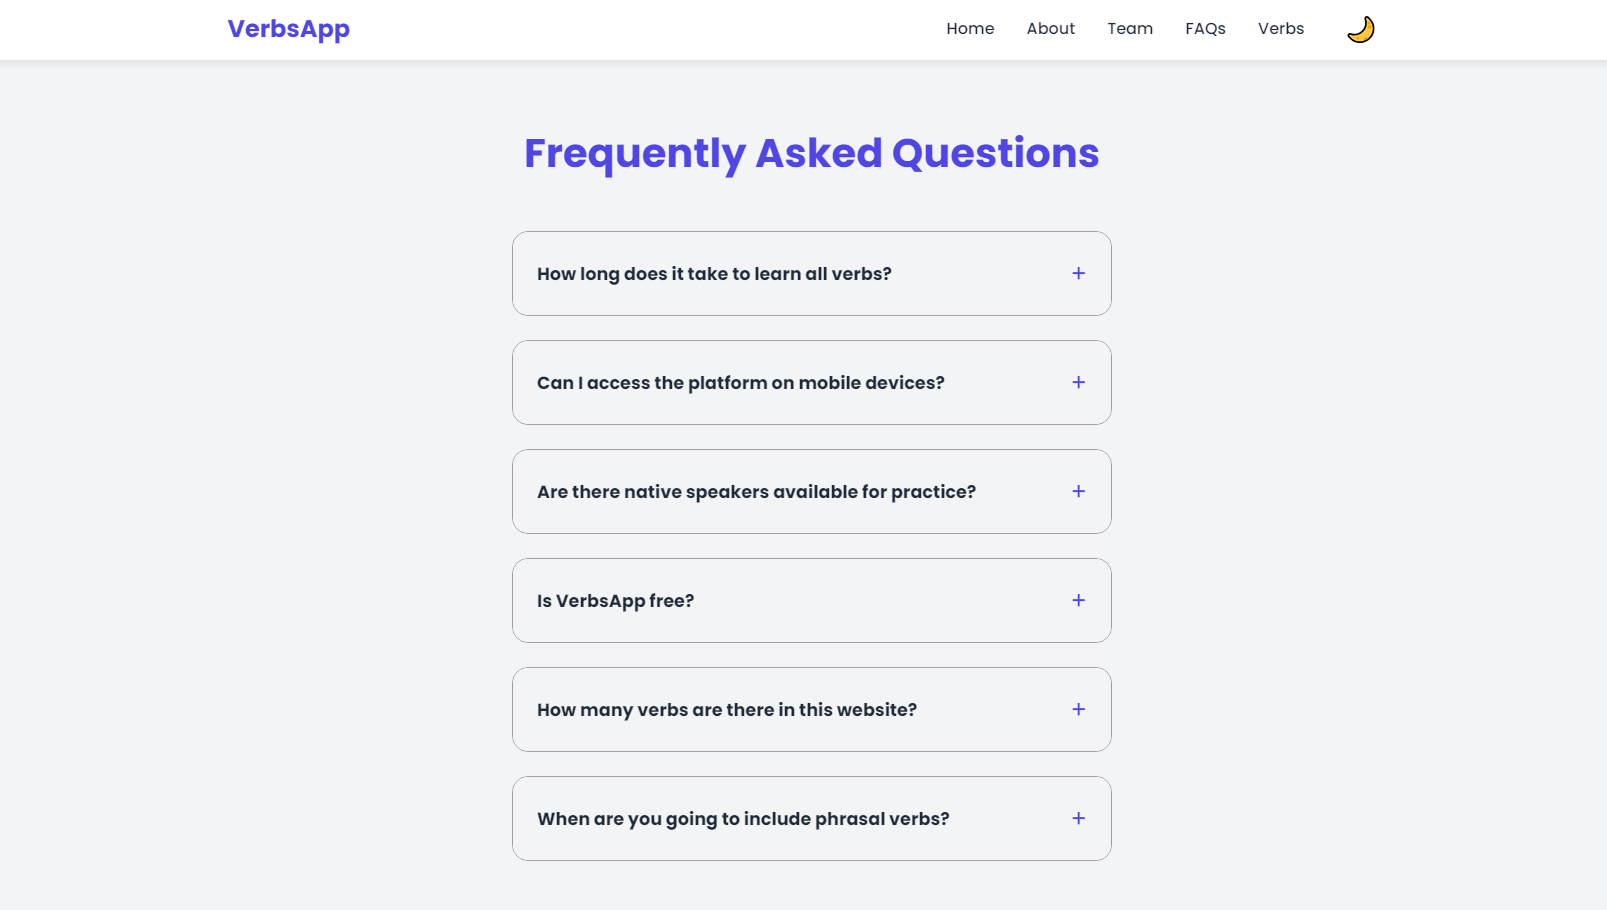 VerbsApp
Home About Team FAQs Verbs
Frequently Asked Questions
How long does it take to learn all verbs? +
Can I access the platform on mobile devices? +
Are there native speakers available for practice? +
Is VerbsApp free? +
How many verbs are there in this website? +
When are you going to include phrasal verbs? +